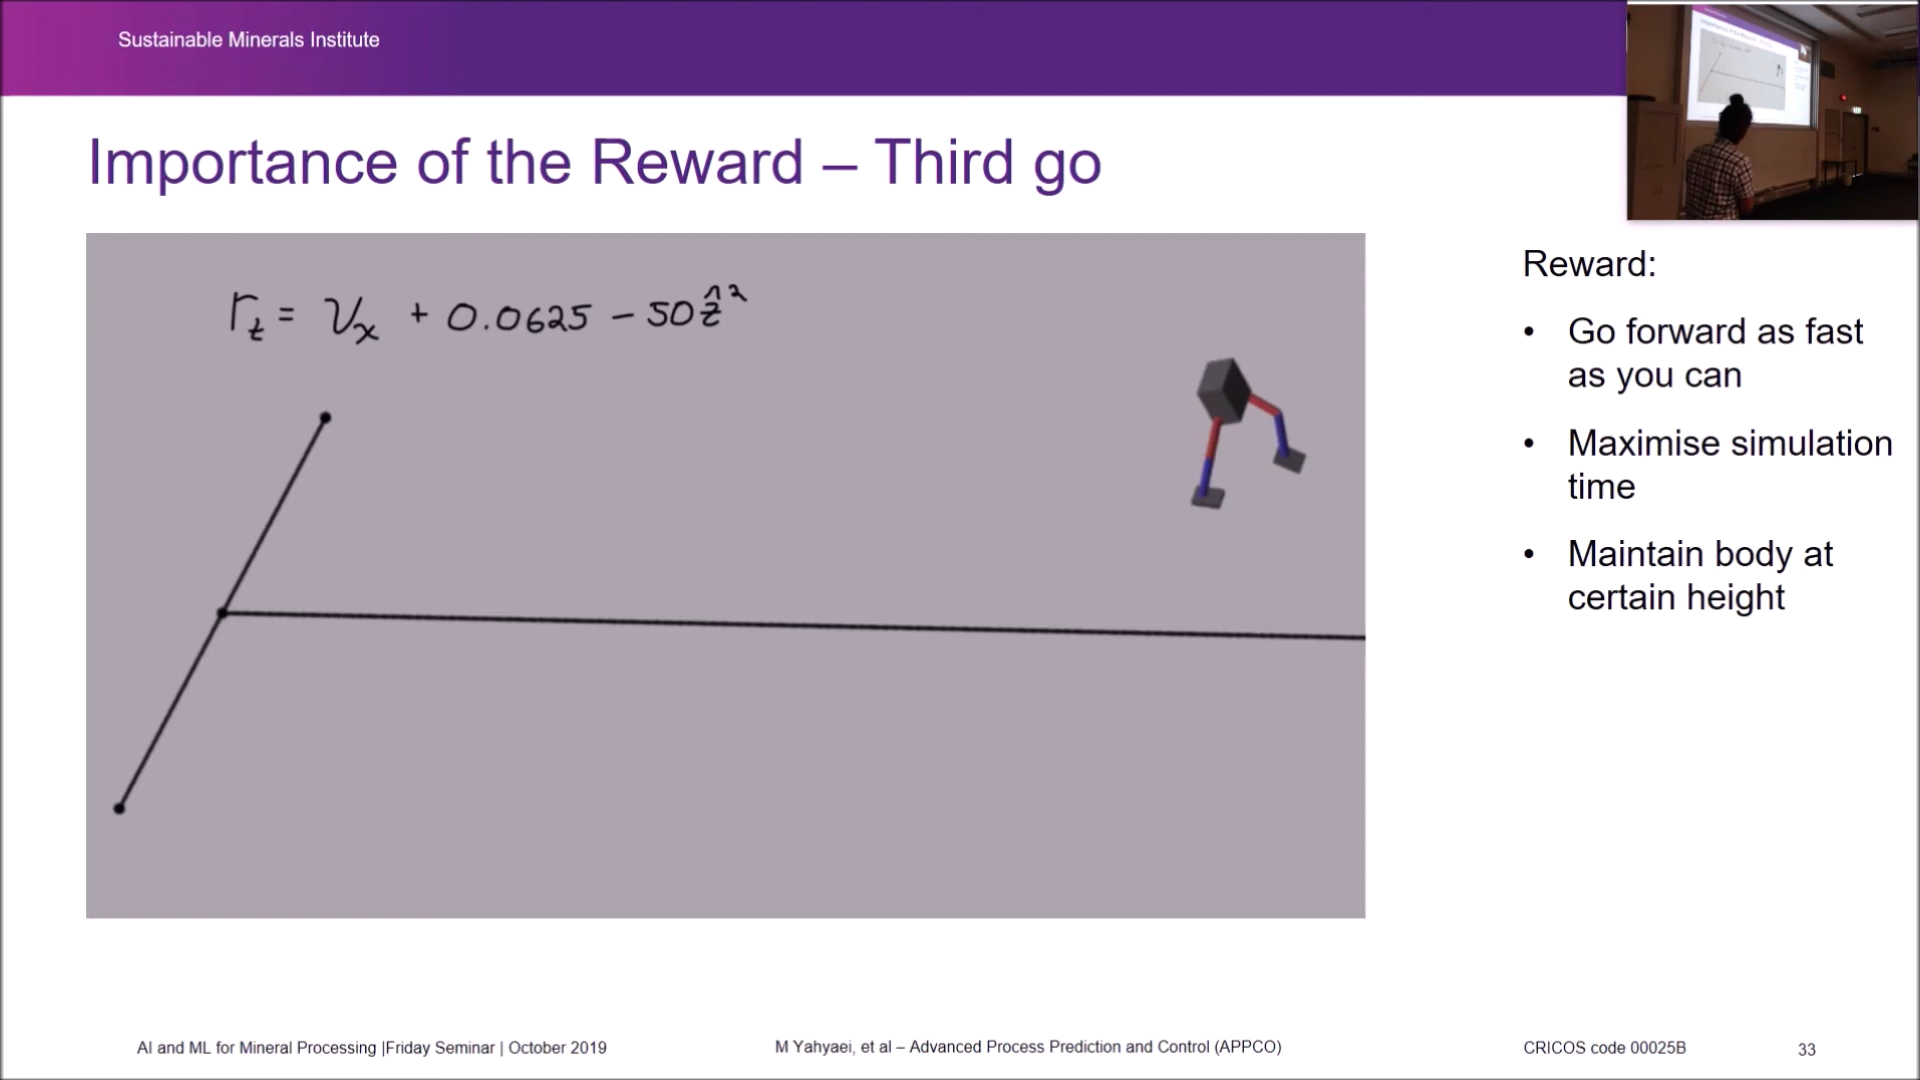 Sustainable Minerals Institute
Importance of the Reward – Third go
r_t = v_x + 0.0625 − 50ẑ²
Reward:
• Go forward as fast
as you can
• Maximise simulation
time
• Maintain body at
certain height
AI and ML for Mineral Processing |Friday Seminar | October 2019
M Yahyaei, et al – Advanced Process Prediction and Control (APPCO)
CRICOS code 00025B
33